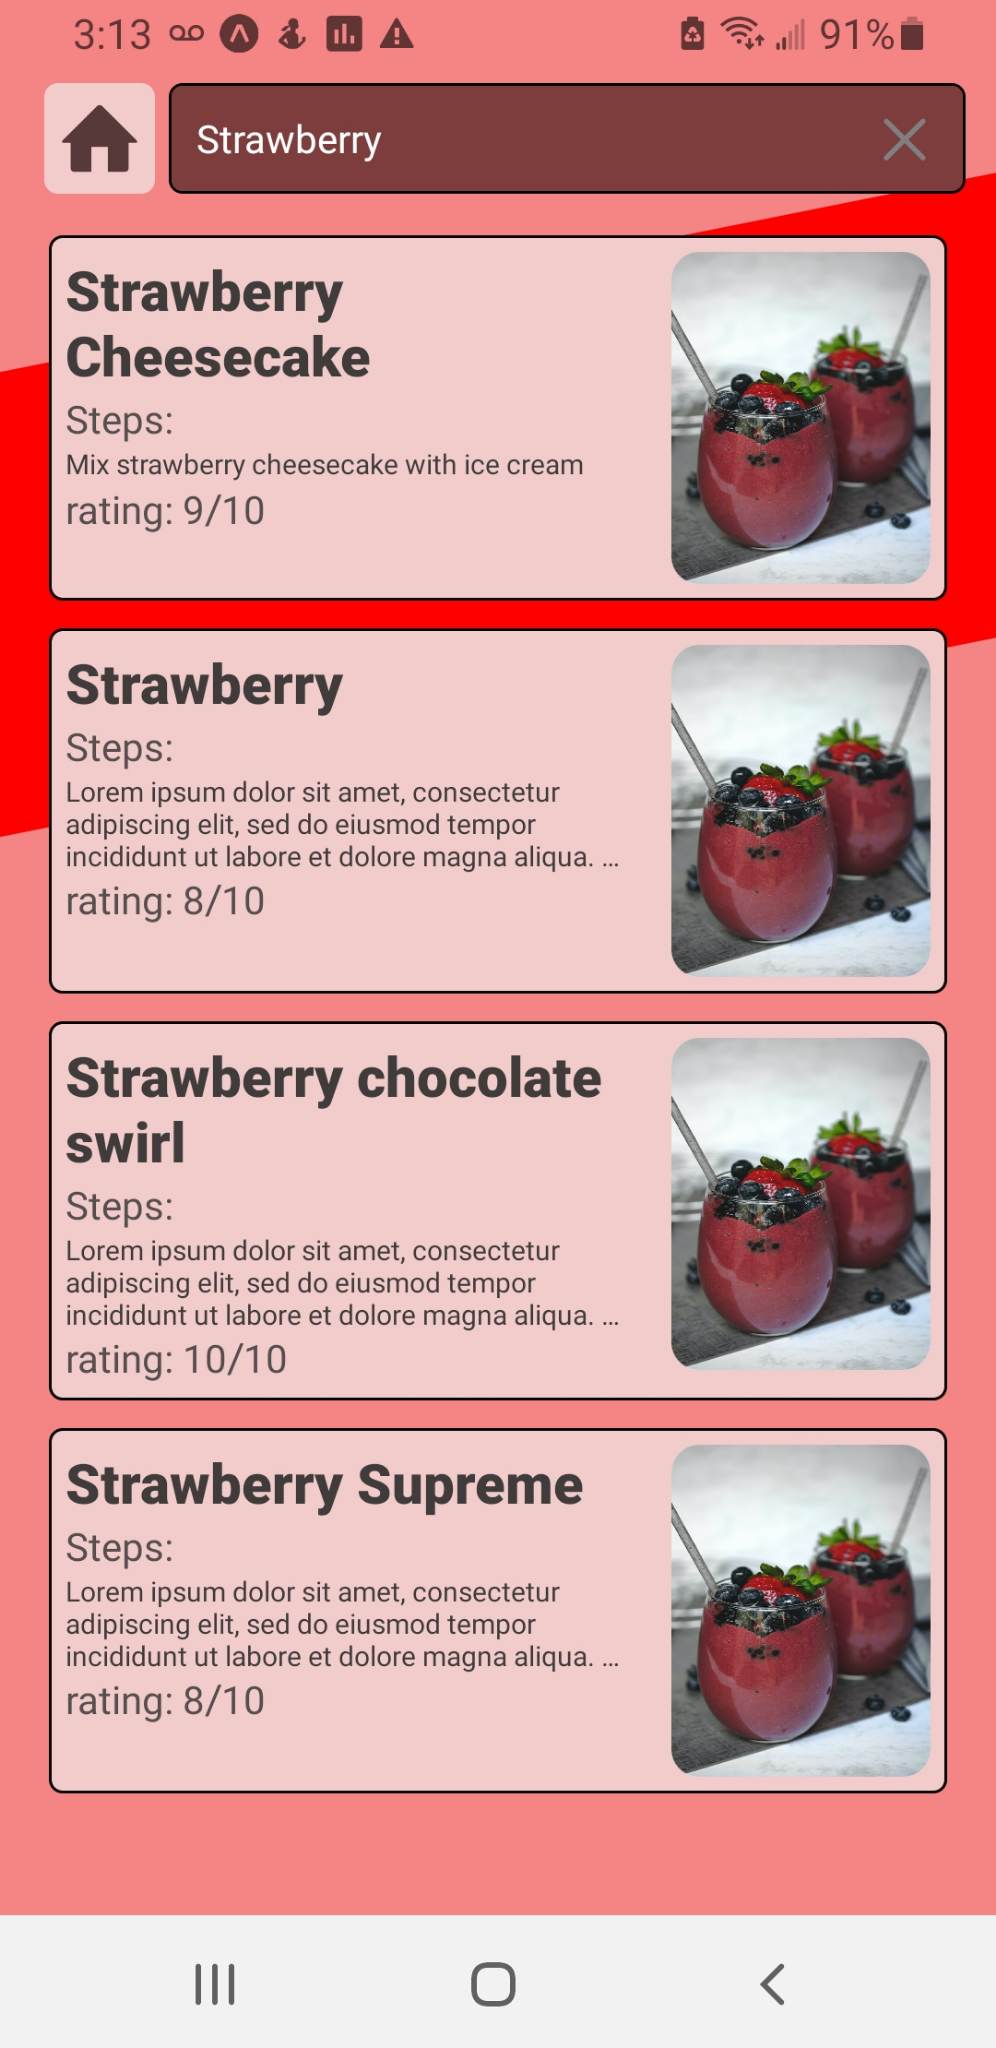 3:13
91%
Strawberry
Strawberry
Cheesecake
Steps:
Mix strawberry cheesecake with ice cream
rating: 9/10
Strawberry
Steps:
Lorem ipsum dolor sit amet, consectetur
adipiscing elit, sed do eiusmod tempor
incididunt ut labore et dolore magna aliqua. ...
rating: 8/10
Strawberry chocolate
swirl
Steps:
Lorem ipsum dolor sit amet, consectetur
adipiscing elit, sed do eiusmod tempor
incididunt ut labore et dolore magna aliqua. ...
rating: 10/10
Strawberry Supreme
Steps:
Lorem ipsum dolor sit amet, consectetur
adipiscing elit, sed do eiusmod tempor
incididunt ut labore et dolore magna aliqua. ...
rating: 8/10